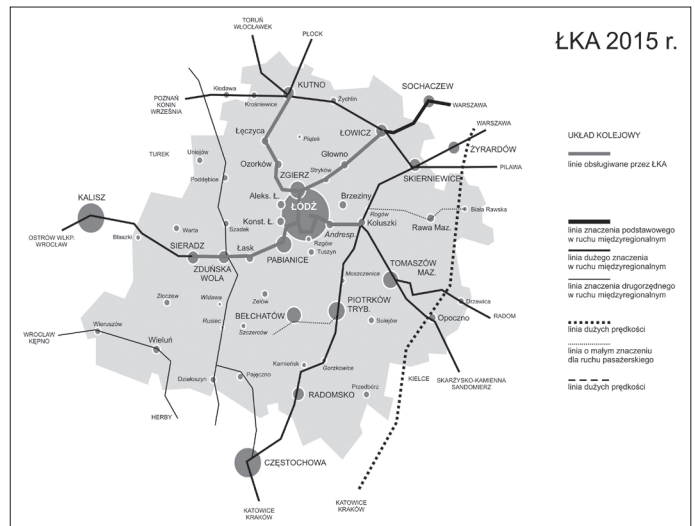 ŁKA 2015 r.
TORUŃ
WŁOCŁAWEK
PŁOCK
KUTNO
SOCHACZEW
Kłodawa
Krośniewice
Żychlin
POZNAŃ
KONIN
WRZEŚNIA
WARSZAWA
ŁOWICZ
WARSZAWA
Łęczyca
Piątek
ŻYRARDÓW
TUREK
Uniejów
Ozorków
Głowno
Stryków
SKIERNIEWICE
PILAWA
Poddębice
ZGIERZ
Aleks. Ł.
Brzeziny
KALISZ
ŁÓDŹ
Biała Rawska
Konst. Ł.
Rogów
Koluszki
Rawa Maz.
Szadek
Warta
Andresp.
OSTRÓW WLKP.
WROCŁAW
Błaszki
SIERADZ
Łask
Rzgów
Tuszyn
ZDUŃSKA
WOLA
PABIANICE
TOMASZÓW
MAZ.
Moszczenice
Złoczew
Widawa
Zelów
PIOTRKÓW
TRYB.
Drzewica
BEŁCHATÓW
RADOM
Rusiec
Szczerców
Sulejów
Opoczno
WROCŁAW
KĘPNO
Wieruszów
Wieluń
Kamieńsk
Gorzkowice
KIELCE
SKARŻYSKO-KAMIENNA
SANDOMIERZ
Działoszyn
Pajęczno
Przedbórz
RADOMSKO
HERBY
CZĘSTOCHOWA
KATOWICE
KRAKÓW
KATOWICE
KRAKÓW
UKŁAD KOLEJOWY
linie obsługiwane przez ŁKA
linia znaczenia podstawowego
w ruchu międzyregionalnym
linia dużego znaczenia
w ruchu międzyregionalnym
linia znaczenia drugorzędnego
w ruchu międzyregionalnym
linia dużych prędkości
linia o małym znaczeniu
dla ruchu pasażerskiego
linia dużych prędkości